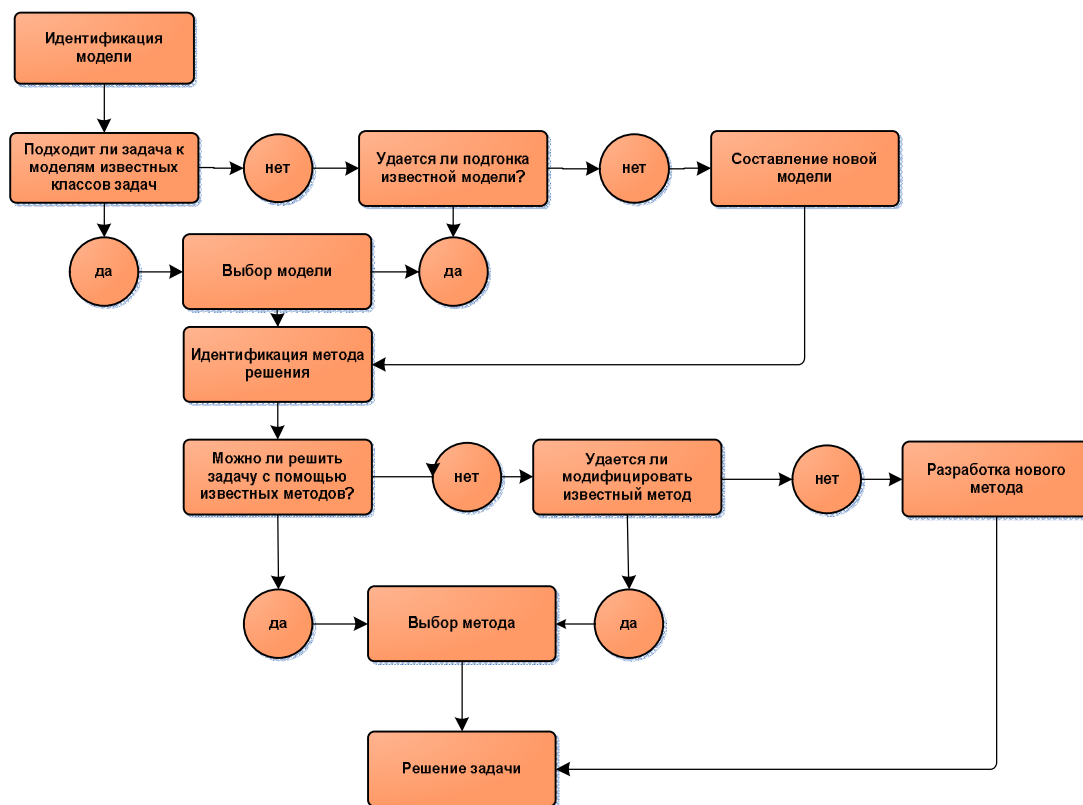 Идентификация
модели
Подходит ли задача к
моделям известных
классов задач
нет
Удается ли подгонка
известной модели?
нет
Составление новой
модели
да
Выбор модели
да
Идентификация метода
решения
Можно ли решить
задачу с помощью
известных методов?
нет
Удается ли
модифицировать
известный метод
нет
Разработка нового
метода
да
Выбор метода
да
Решение задачи